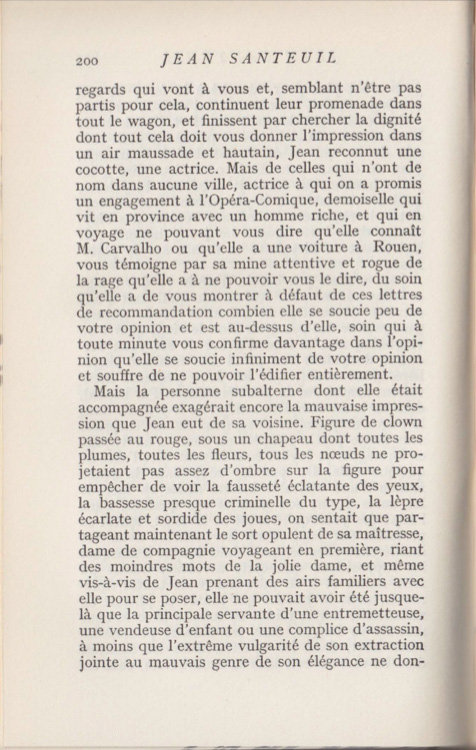 200 JEAN SANTEUIL
regards qui vont à vous et, semblant n'être pas
partis pour cela, continuent leur promenade dans
tout le wagon, et finissent par chercher la dignité
dont tout cela doit vous donner l'impression dans
un air maussade et hautain, Jean reconnut une
cocotte, une actrice. Mais de celles qui n'ont de
nom dans aucune ville, actrice à qui on a promis
un engagement à l'Opéra-Comique, demoiselle qui
vit en province avec un homme riche, et qui en
voyage ne pouvant vous dire qu'elle connaît
M. Carvalho ou qu'elle a une voiture à Rouen,
vous témoigne par sa mine attentive et rogue de
la rage qu'elle a à ne pouvoir vous le dire, du soin
qu'elle a de vous montrer à défaut de ces lettres
de recommandation combien elle se soucie peu de
votre opinion et est au-dessus d'elle, soin qui à
toute minute vous confirme davantage dans l'opi-
nion qu'elle se soucie infiniment de votre opinion
et souffre de ne pouvoir l'édifier entièrement.
Mais la personne subalterne dont elle était
accompagnée exagérait encore la mauvaise impres-
sion que Jean eut de sa voisine. Figure de clown
passée au rouge, sous un chapeau dont toutes les
plumes, toutes les fleurs, tous les nœuds ne pro-
jetaient pas assez d'ombre sur la figure pour
empêcher de voir la fausseté éclatante des yeux,
la bassesse presque criminelle du type, la lèpre
écarlate et sordide des joues, on sentait que par-
tageant maintenant le sort opulent de sa maîtresse,
dame de compagnie voyageant en première, riant
des moindres mots de la jolie dame, et même
vis-à-vis de Jean prenant des airs familiers avec
elle pour se poser, elle ne pouvait avoir été jusque-
là que la principale servante d'une entremetteuse,
une vendeuse d'enfant ou une complice d'assassin,
à moins que l'extrême vulgarité de son extraction
jointe au mauvais genre de son élégance ne don-